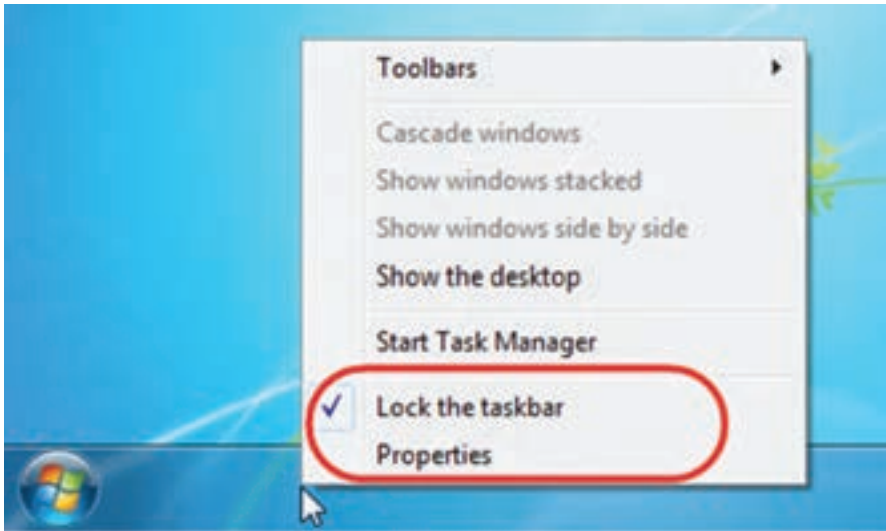 Toolbars
Cascade windows
Show windows stacked
Show windows side by side
Show the desktop
Start Task Manager
Lock the taskbar
Properties